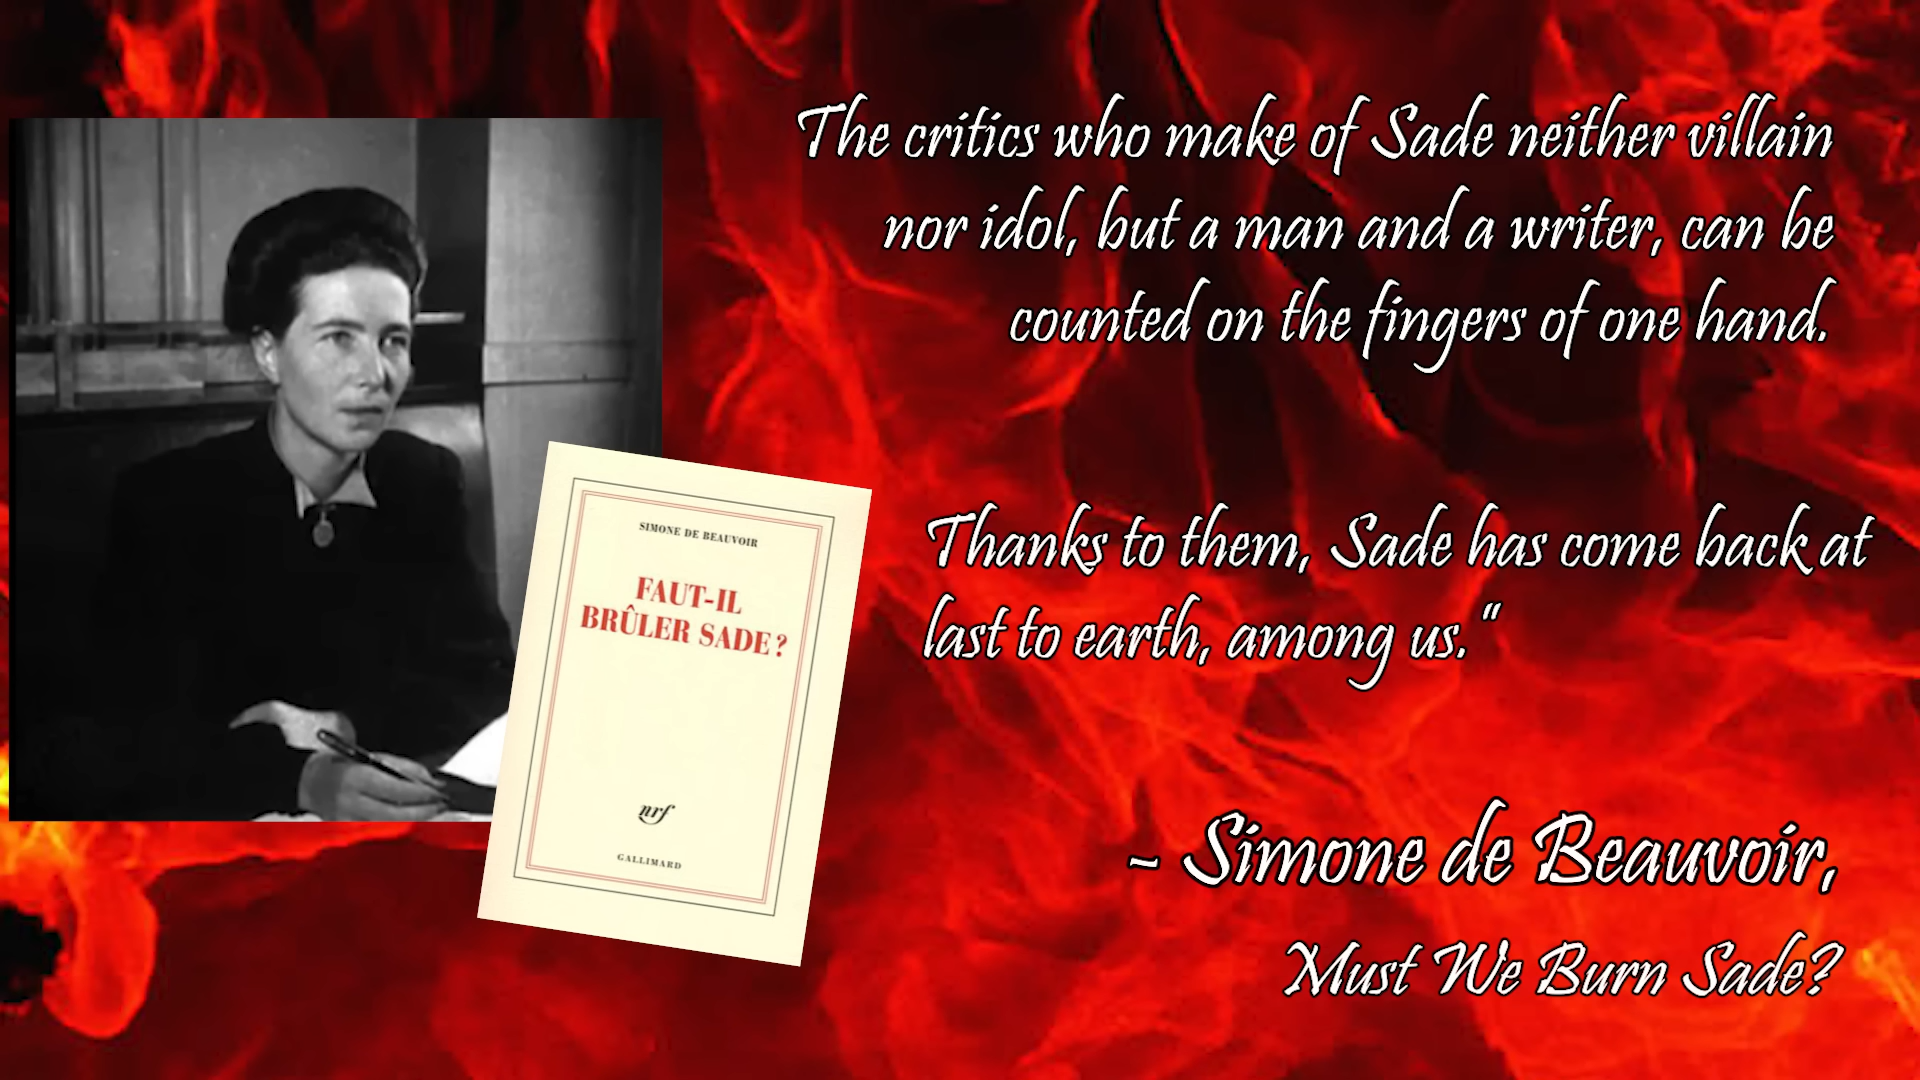 The critics who make of Sade neither villain
nor idol, but a man and a writer, can be
counted on the fingers of one hand.
Thanks to them, Sade has come back at
last to earth, among us."
- Simone de Beauvoir,
Must We Burn Sade?
SIMONE DE BEAUVOIR
FAUT-IL
BRÛLER SADE ?
nrf
GALLIMARD